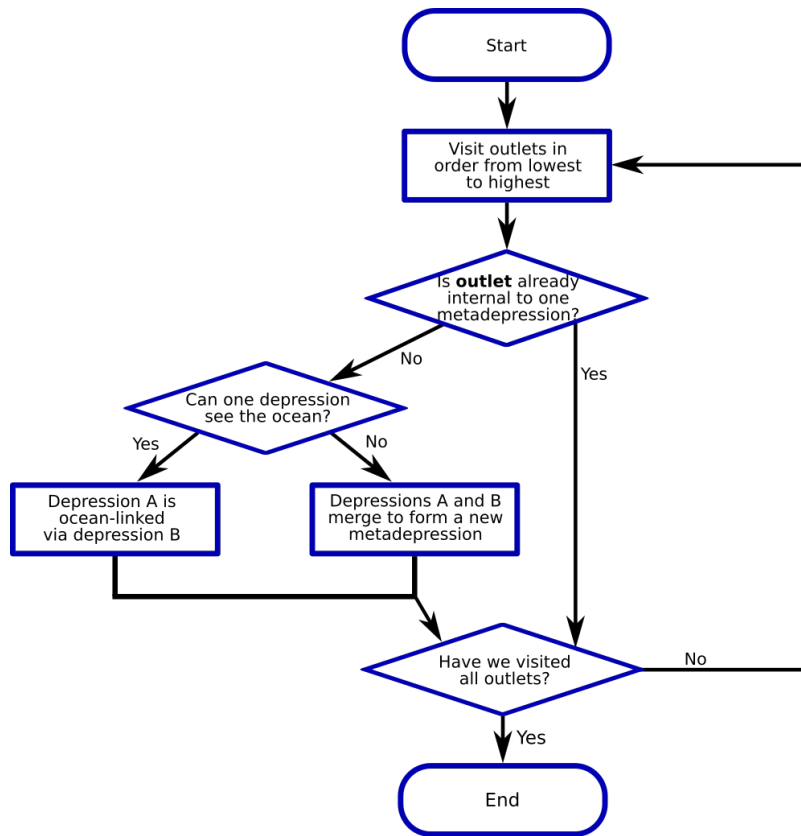 Start
Visit outlets in
order from lowest
to highest
Is outlet already
internal to one
metadepression?
No
Yes
Can one depression
see the ocean?
Yes
No
Depression A is
ocean-linked
via depression B
Depressions A and B
merge to form a new
metadepression
Have we visited
all outlets?
No
Yes
End